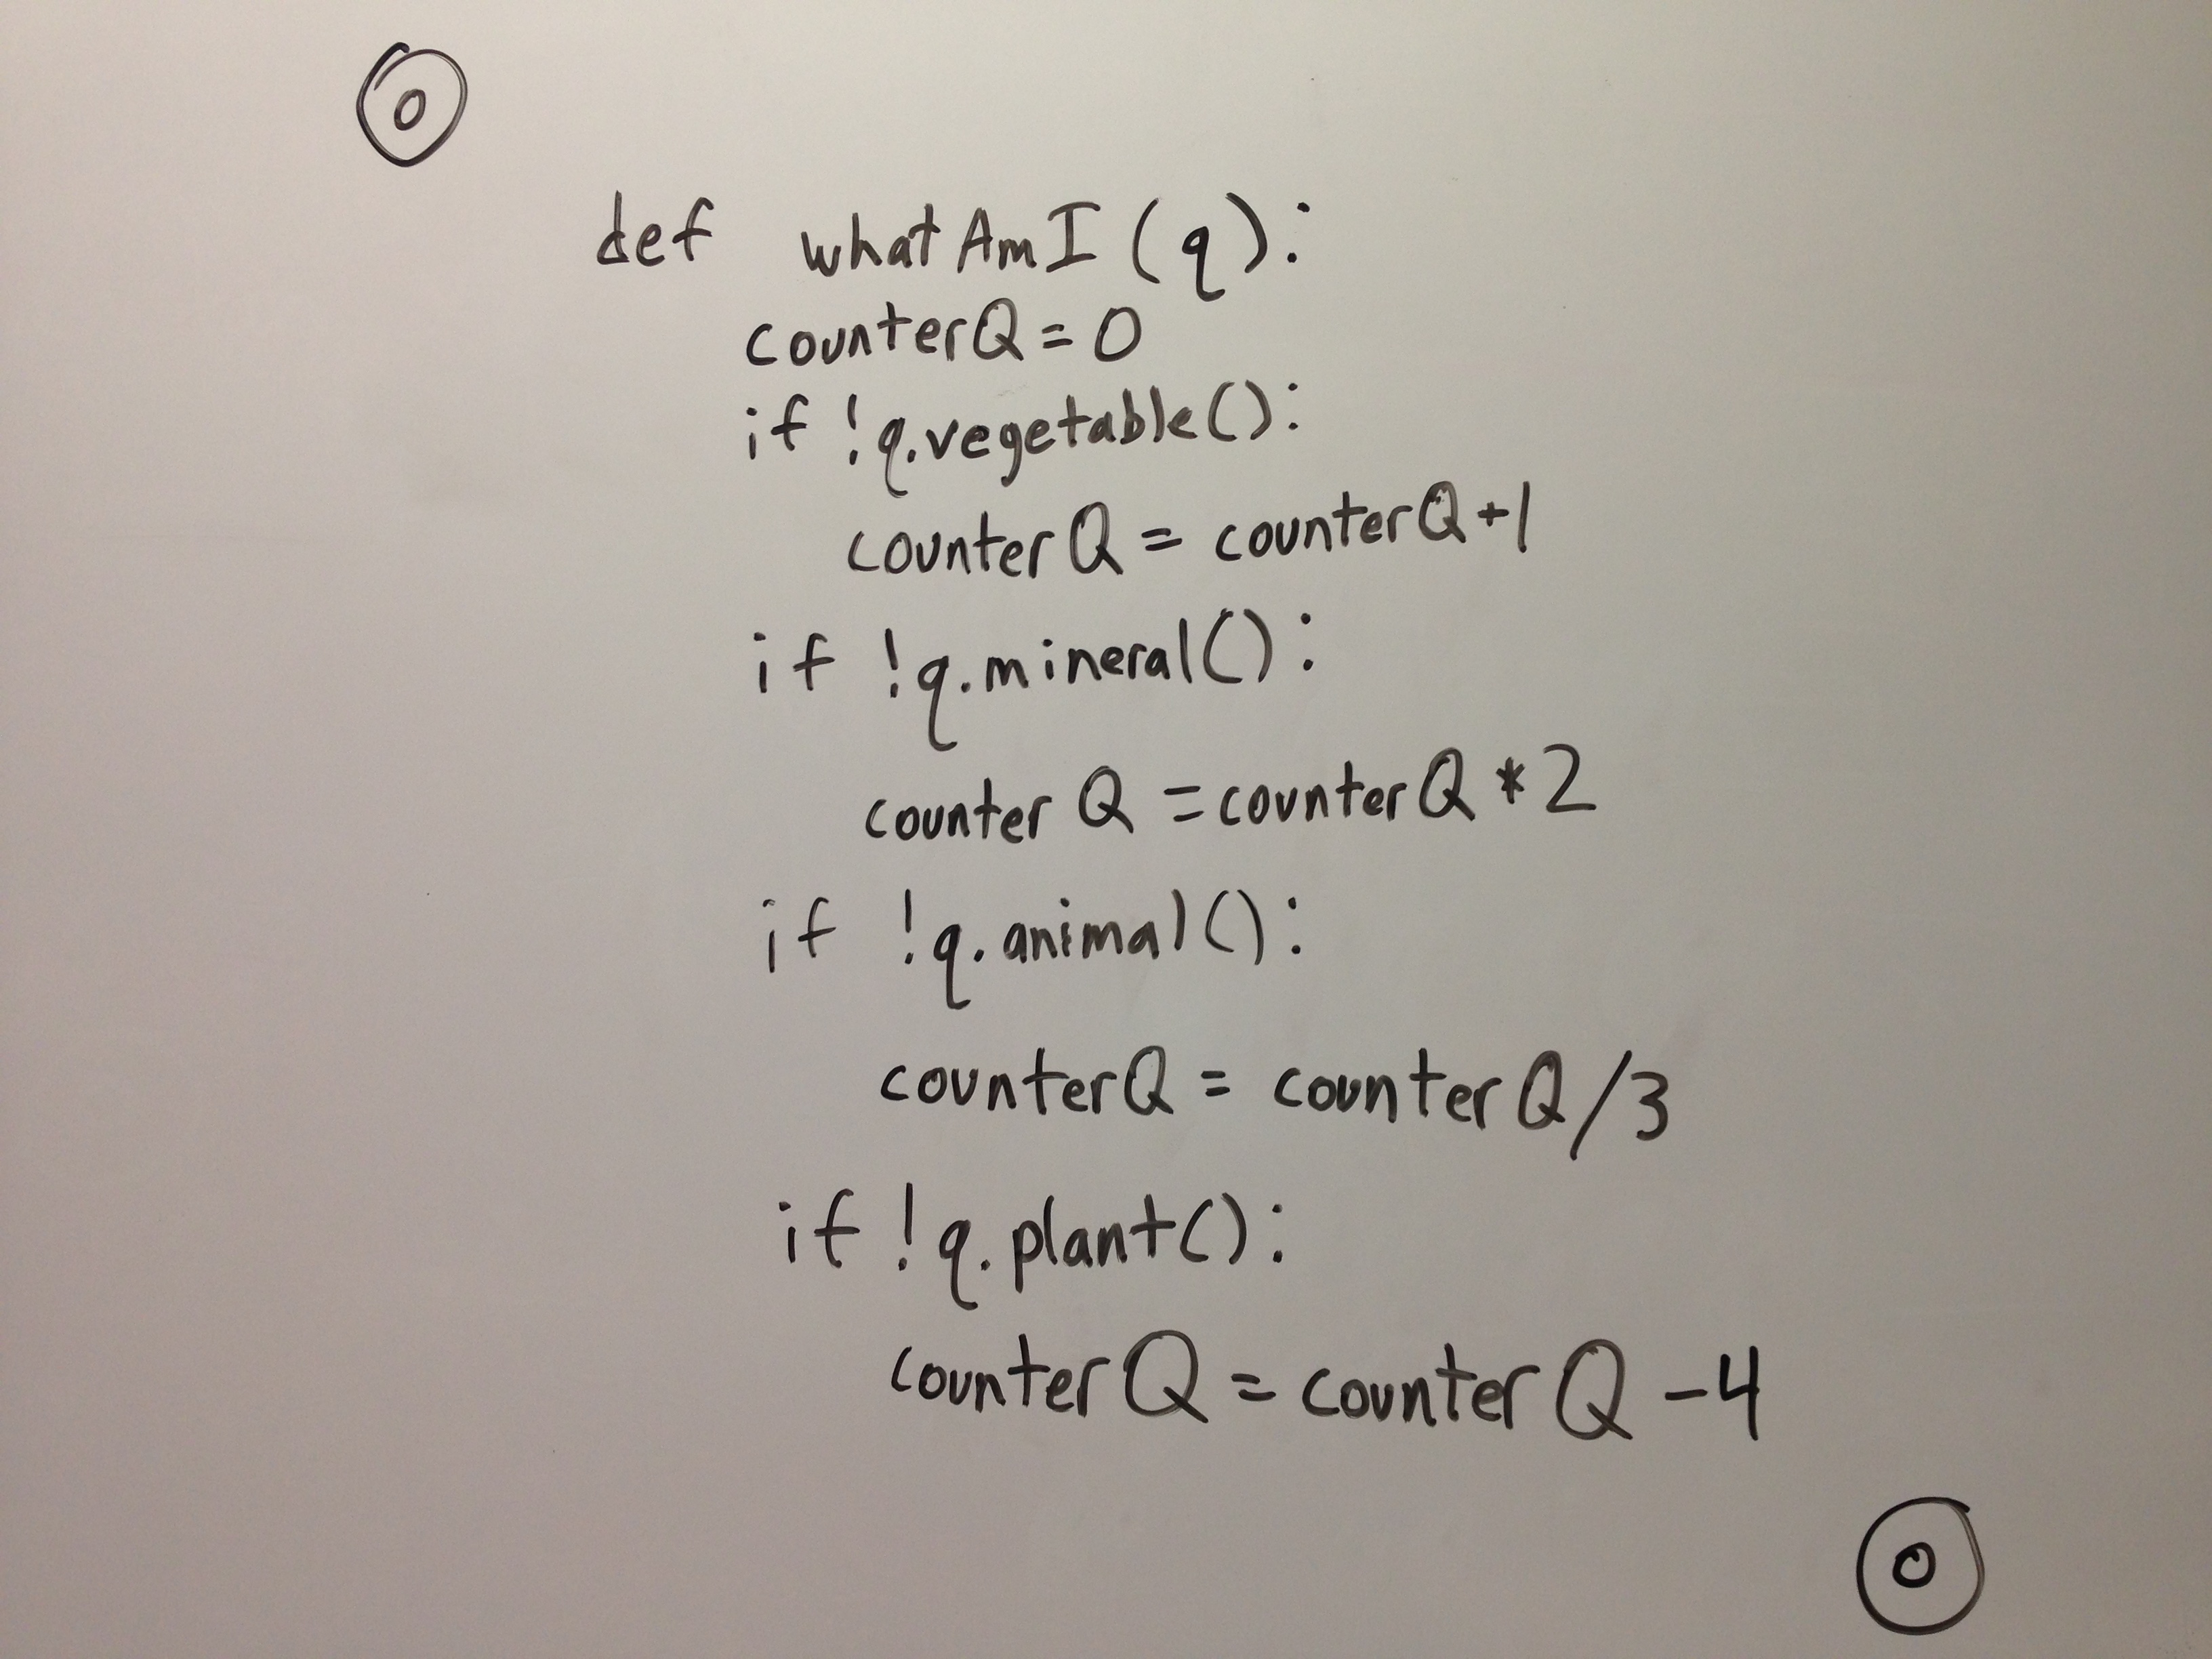 0
def whatAmI(q):
counterQ=0
if !q.vegetable():
counterQ = counterQ+1
if !q.mineral():
counterQ =counterQ *2
if !q.animal():
counterQ = counterQ/3
if !q.plant():
counterQ = counterQ -4
0